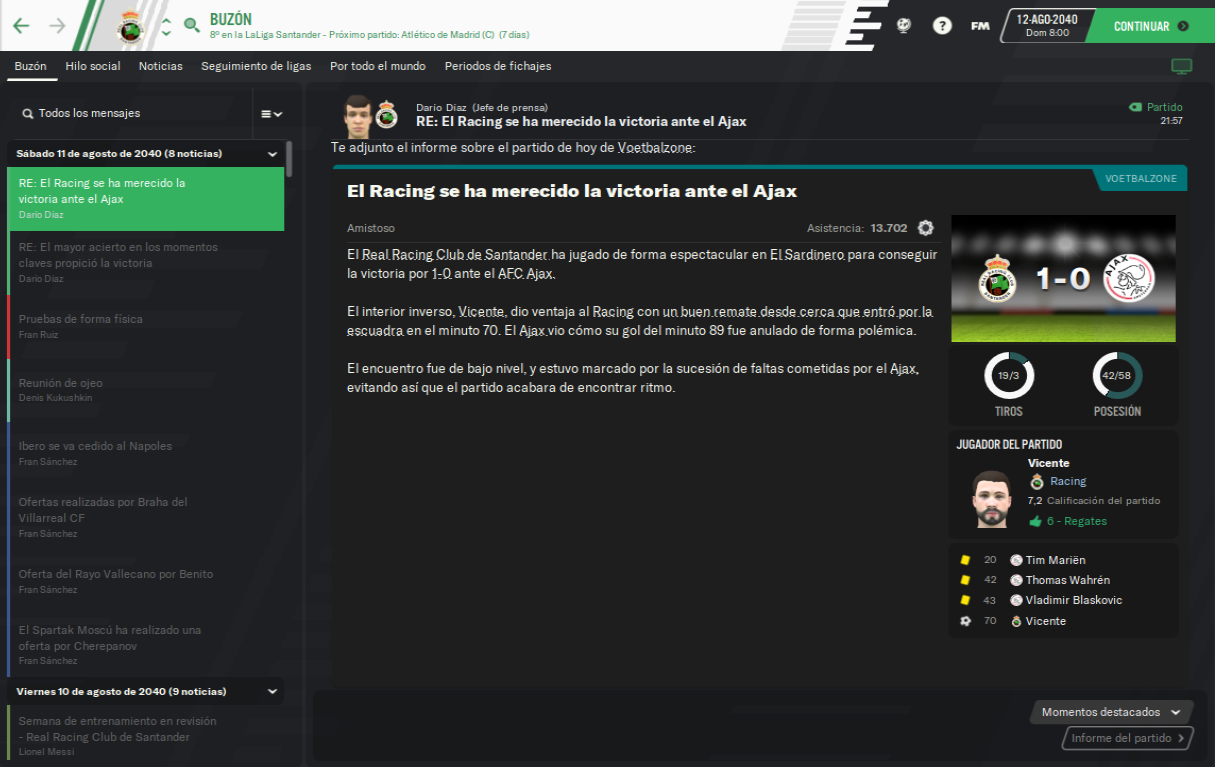 BUZÓN
8º en la LaLiga Santander - Próximo partido: Atlético de Madrid (C) (7 días)
FM
12-AGO-2040
Dom 8:00
CONTINUAR
Buzón Hilo social Noticias Seguimiento de ligas Por todo el mundo Periodos de fichajes
Todos los mensajes
Sábado 11 de agosto de 2040 (8 noticias)
RE: El Racing se ha merecido la
victoria ante el Ajax
Darío Díaz
RE: El mayor acierto en los momentos
claves propició la victoria
Darío Díaz
Pruebas de forma física
Fran Ruiz
Reunión de ojeo
Denis Kukushkin
Ibero se va cedido al Napoles
Fran Sánchez
Ofertas realizadas por Braha del
Villarreal CF
Fran Sánchez
Oferta del Rayo Vallecano por Benito
Fran Sánchez
El Spartak Moscú ha realizado una
oferta por Cherepanov
Fran Sánchez
Viernes 10 de agosto de 2040 (9 noticias)
Semana de entrenamiento en revisión
- Real Racing Club de Santander
Lionel Messi
Darío Díaz (Jefe de prensa)
RE: El Racing se ha merecido la victoria ante el Ajax
Partido
21:57
Te adjunto el informe sobre el partido de hoy de Voetbalzone:
VOETBALZONE
El Racing se ha merecido la victoria ante el Ajax
Amistoso
Asistencia: 13.702
El Real Racing Club de Santander ha jugado de forma espectacular en El Sardinero para conseguir
la victoria por 1-0 ante el AFC Ajax.
El interior inverso, Vicente, dio ventaja al Racing con un buen remate desde cerca que entró por la
escuadra en el minuto 70. El Ajax vio cómo su gol del minuto 89 fue anulado de forma polémica.
El encuentro fue de bajo nivel, y estuvo marcado por la sucesión de faltas cometidas por el Ajax,
evitando así que el partido acabara de encontrar ritmo.
1-0
AJAX
19/3
42/58
TIROS
POSESIÓN
JUGADOR DEL PARTIDO
Vicente
Racing
7,2 Calificación del partido
6 - Regates
20 Tim Mariën
42 Thomas Wahrén
43 Vladimir Blaskovic
70 Vicente
Momentos destacados
Informe del partido